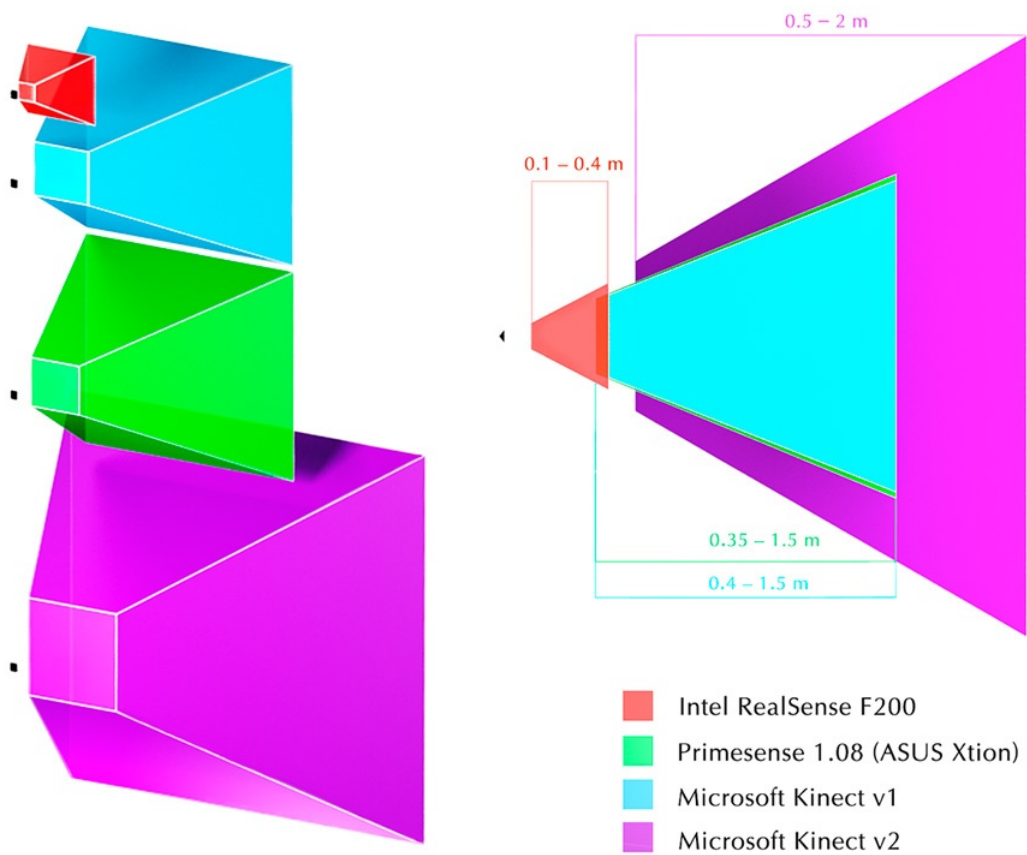 0.5 – 2 m
0.1 – 0.4 m
0.35 – 1.5 m
0.4 – 1.5 m
Intel RealSense F200
Primesense 1.08 (ASUS Xtion)
Microsoft Kinect v1
Microsoft Kinect v2